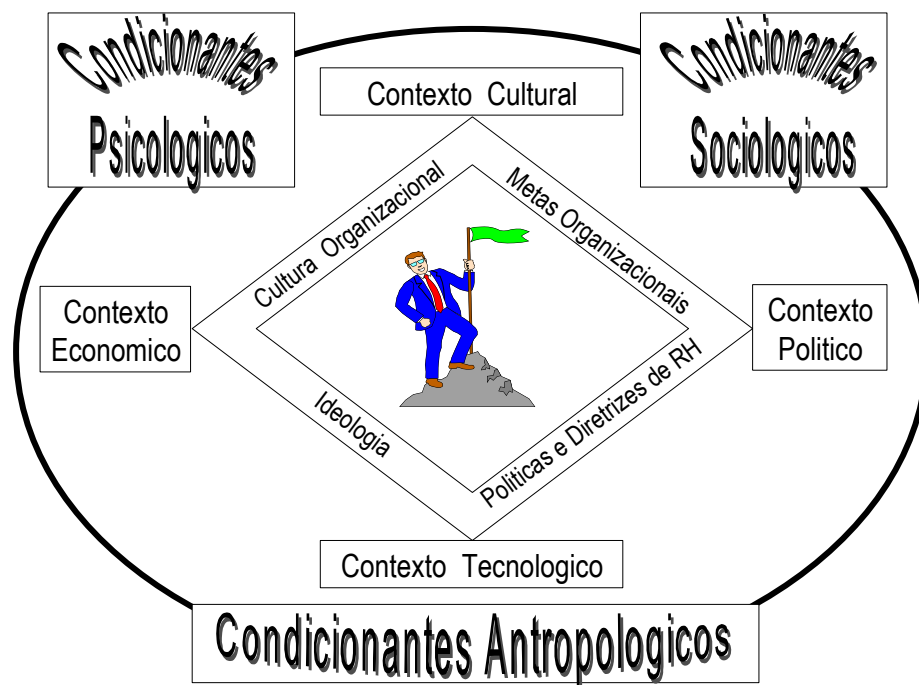 Condicionantes
Psicologicos
Condicionantes
Sociologicos
Contexto Cultural
Cultura Organizacional
Metas Organizacionais
Contexto
Economico
Contexto
Politico
Ideologia
Politicas e Diretrizes de RH
Contexto Tecnologico
Condicionantes Antropologicos